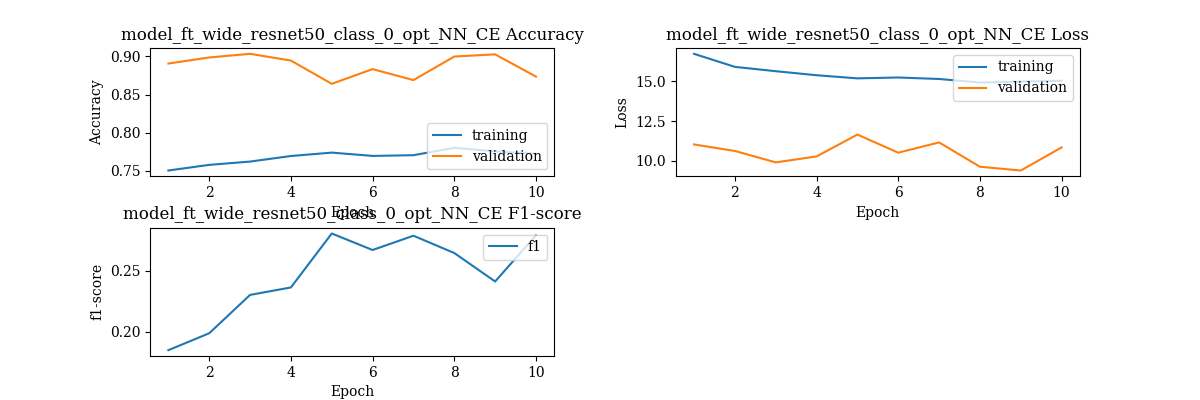 model_ft_wide_resnet50_class_0_opt_NN_CE Accuracy
0.90
0.85
0.80
0.75
Accuracy
training
validation
2 4 6 8 10
Epoch
model_ft_wide_resnet50_class_0_opt_NN_CE Loss
15.0
12.5
10.0
Loss
training
validation
2 4 6 8 10
Epoch
model_ft_wide_resnet50_class_0_opt_NN_CE F1-score
0.25
0.20
f1-score
f1
2 4 6 8 10
Epoch